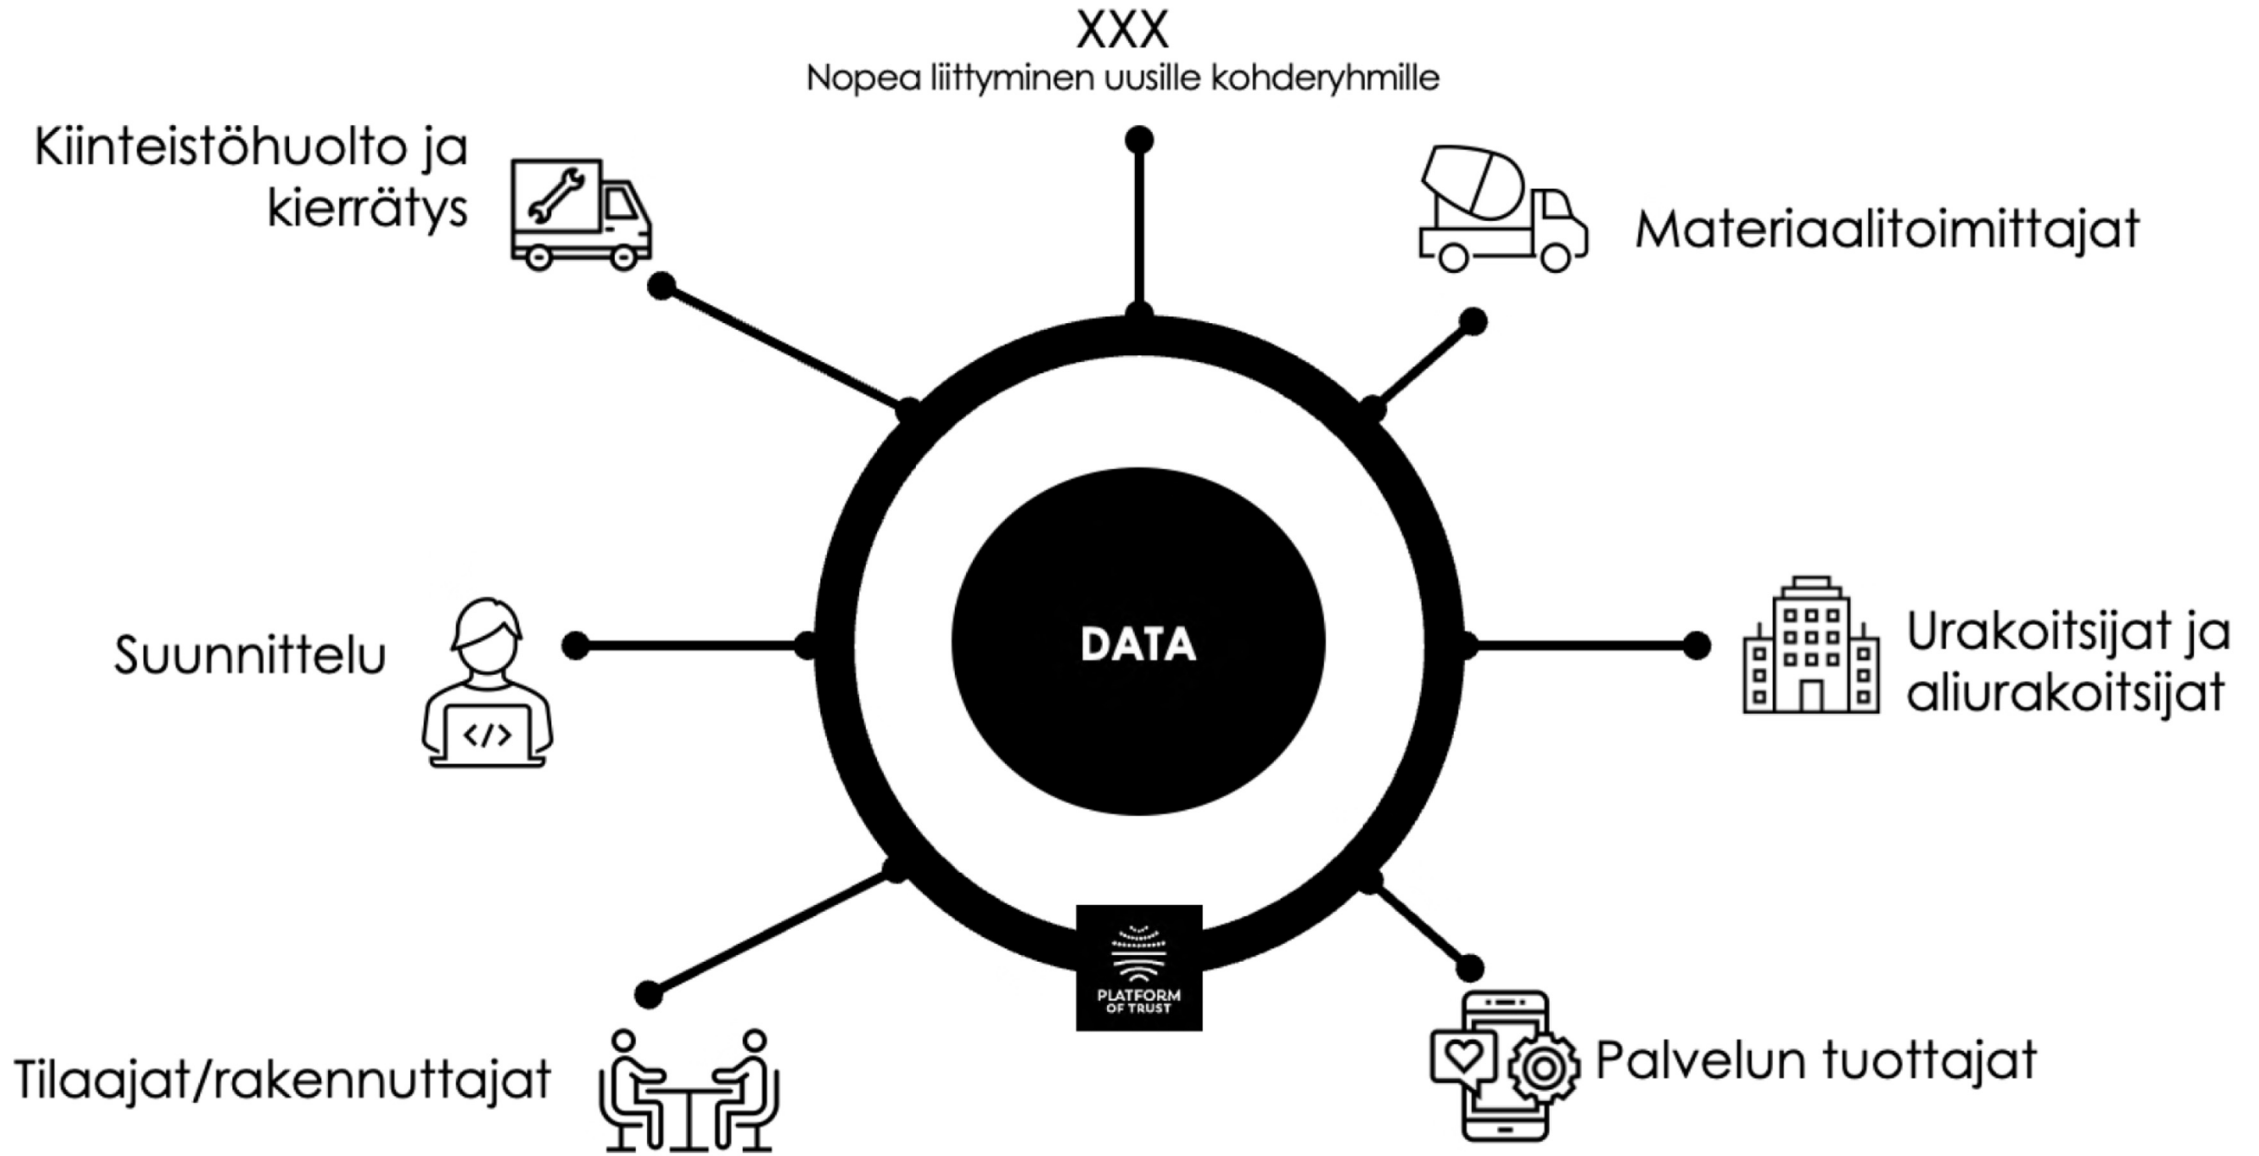 XXX
Nopea liittyminen uusille kohderyhmille
Kiinteistöhuolto ja
kierrätys
Materiaalitoimittajat
Suunnittelu
</>
DATA
Urakoitsijat ja
aliurakoitsijat
Tilaajat/rakennuttajat
PLATFORM
OF TRUST
Palvelun tuottajat